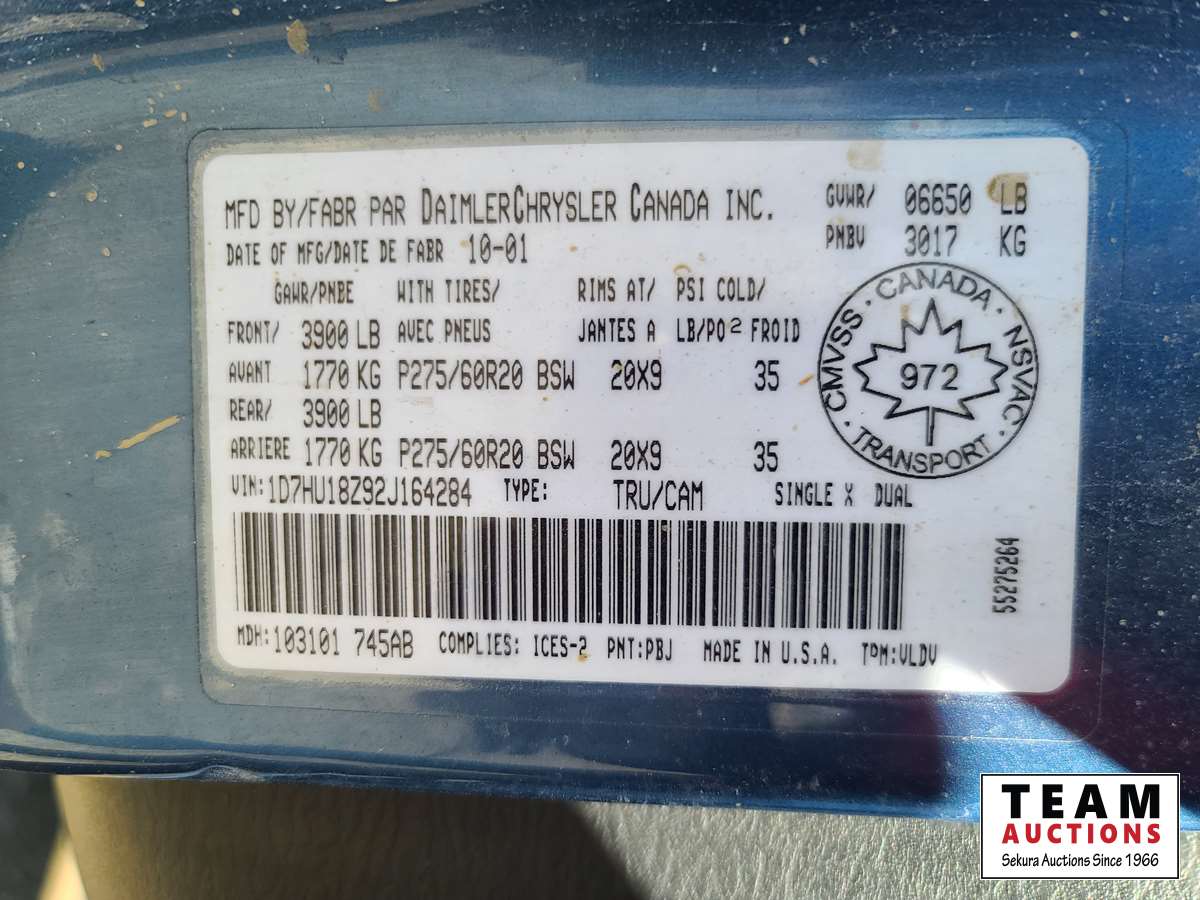 MFD BY/FABR PAR DAIMLERCHRYSLER CANADA INC. GVWR/ 06650 LB
DATE OF MFG/DATE DE FABR 10-01 PNBV 3017 KG
GAWR/PNBE WITH TIRES/ RIMS AT/ PSI COLD/
FRONT/ 3900 LB AVEC PNEUS JANTES A LB/PO² FROID
AVANT 1770 KG P275/60R20 BSW 20X9 35
REAR/ 3900 LB
ARRIERE 1770 KG P275/60R20 BSW 20X9 35
CANADA · NSVAC · TRANSPORT · CMVSS ·
972
VIN: 1D7HU18Z92J164284 TYPE: TRU/CAM SINGLE X DUAL
55275264
MDH: 103101 745AB COMPLIES: ICES-2 PNT:PBJ MADE IN U.S.A. TPM:VLDV
TEAM
AUCTIONS
Sekura Auctions Since 1966